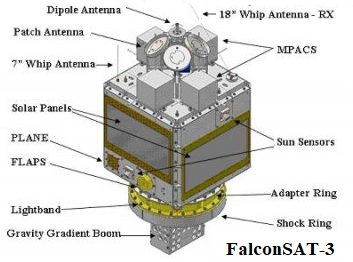 Dipole Antenna
18" Whip Antenna - RX
Patch Antenna
MPACS
7" Whip Antenna
Solar Panels
Sun Sensors
PLANE
FLAPS
Adapter Ring
Lightband
Shock Ring
Gravity Gradient Boom
FalconSAT-3